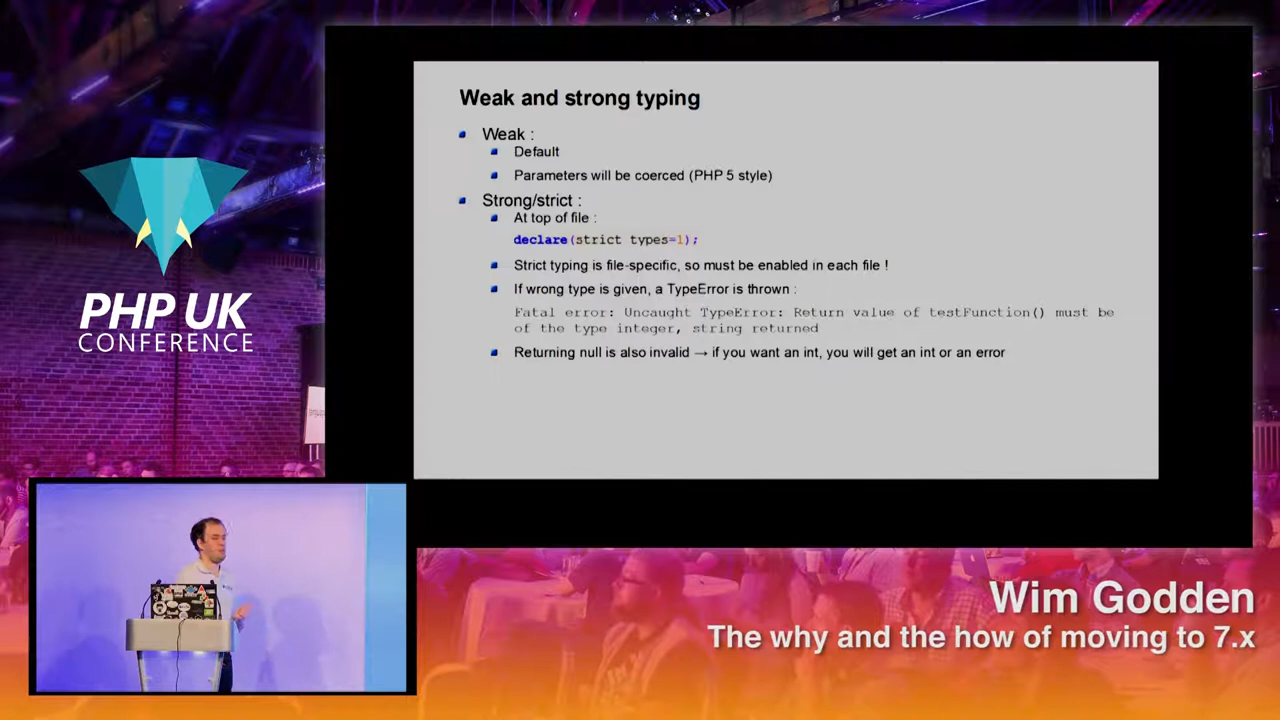 Weak and strong typing
Weak :
Default
Parameters will be coerced (PHP 5 style)
Strong/strict :
At top of file :
declare(strict types=1);
Strict typing is file-specific, so must be enabled in each file !
If wrong type is given, a TypeError is thrown :
Fatal error: Uncaught TypeError: Return value of testFunction() must be
of the type integer, string returned
Returning null is also invalid → if you want an int, you will get an int or an error
PHP UK
CONFERENCE
Wim Godden
The why and the how of moving to 7.x